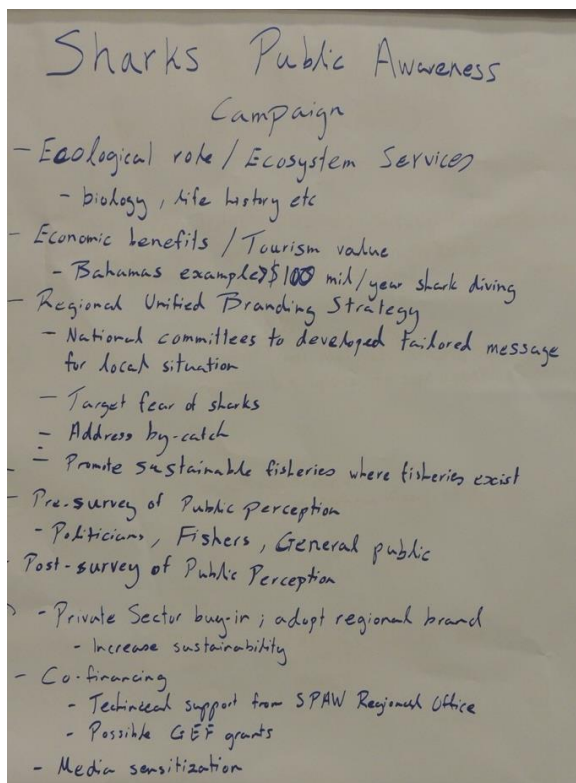 Sharks Public Awareness
Campaign
- Ecological role / Ecosystem Services
- biology, life history etc
- Economic benefits / Tourism value
- Bahamas example >$100 mil/year shark diving
- Regional Unified Branding Strategy
- National committees to developed tailored message
for local situation
- Target fear of sharks
- Address by-catch
- Promote sustainable fisheries where fisheries exist
- Pre-survey of Public perception
- Politicians, Fishers, General public
- Post-survey of Public Perception
- Private Sector buy-in ; adopt regional brand
- Increase sustainability
- Co-financing
- Technical support from SPAW Regional Office
- Possible GEF grants
- Media sensitization